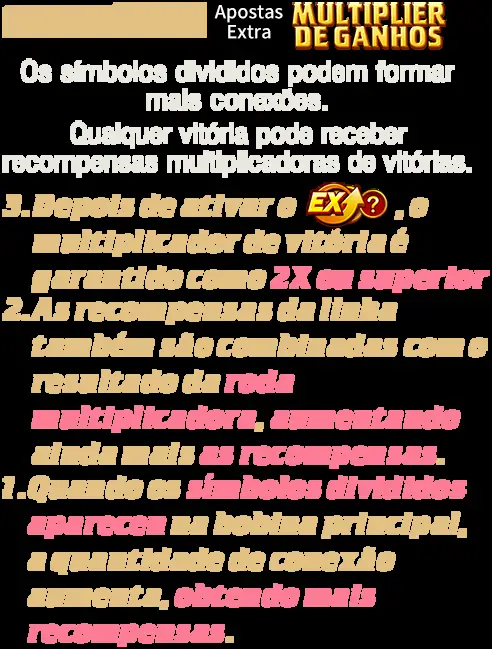 Apostas
Extra
MULTIPLIER
DE GANHOS
Os símbolos divididos podem formar
mais conexões.
Qualquer vitória pode receber
recompensas multiplicadoras de vitórias.
3.Depois de ativar o EX ? , o
multiplicador de vitória é
garantido como 2X ou superior
2.As recompensas da linha
também são combinadas com o
resultado da roda
multiplicadora, aumentando
ainda mais as recompensas.
1.Quando os símbolos divididos
aparecem na bobina principal,
a quantidade de conexão
aumenta, obtendo mais
recompensas.